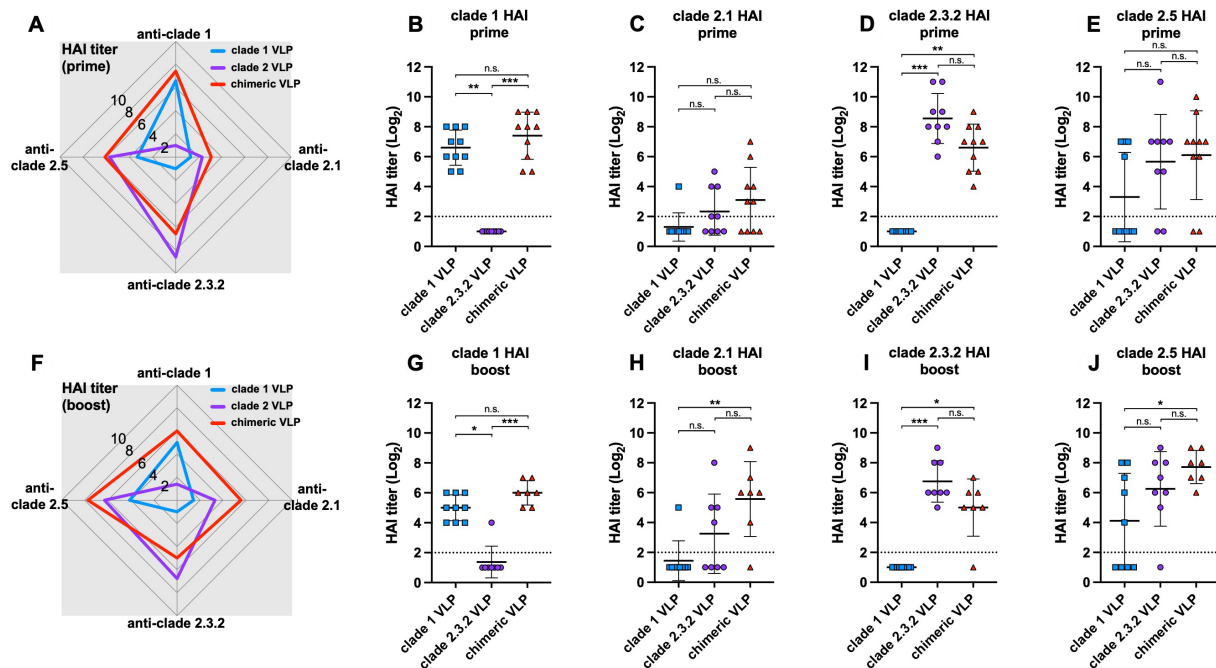 A
anti-clade 1
HAI titer
(prime)
clade 1 VLP
clade 2 VLP
chimeric VLP
10
8
6
4
2
anti-
clade 2.5
anti-
clade 2.1
anti-clade 2.3.2
B
clade 1 HAI
prime
n.s.
** ***
HAI titer (Log2)
12
10
8
6
4
2
0
clade 1 VLP
clade 2.3.2 VLP
chimeric VLP
C
clade 2.1 HAI
prime
n.s.
n.s.
n.s.
HAI titer (Log2)
12
10
8
6
4
2
0
clade 1 VLP
clade 2.3.2 VLP
chimeric VLP
D
clade 2.3.2 HAI
prime
**
*** n.s.
HAI titer (Log2)
12
10
8
6
4
2
0
clade 1 VLP
clade 2.3.2 VLP
chimeric VLP
E
clade 2.5 HAI
prime
n.s.
n.s. n.s.
HAI titer (Log2)
12
10
8
6
4
2
0
clade 1 VLP
clade 2.3.2 VLP
chimeric VLP
F
anti-clade 1
HAI titer
(boost)
clade 1 VLP
clade 2 VLP
chimeric VLP
10
8
6
4
2
anti-
clade 2.5
anti-
clade 2.1
anti-clade 2.3.2
G
clade 1 HAI
boost
n.s.
* ***
HAI titer (Log2)
12
10
8
6
4
2
0
clade 1 VLP
clade 2.3.2 VLP
chimeric VLP
H
clade 2.1 HAI
boost
**
n.s. n.s.
HAI titer (Log2)
12
10
8
6
4
2
0
clade 1 VLP
clade 2.3.2 VLP
chimeric VLP
I
clade 2.3.2 HAI
boost
*
*** n.s.
HAI titer (Log2)
12
10
8
6
4
2
0
clade 1 VLP
clade 2.3.2 VLP
chimeric VLP
J
clade 2.5 HAI
boost
*
n.s. n.s.
HAI titer (Log2)
12
10
8
6
4
2
0
clade 1 VLP
clade 2.3.2 VLP
chimeric VLP